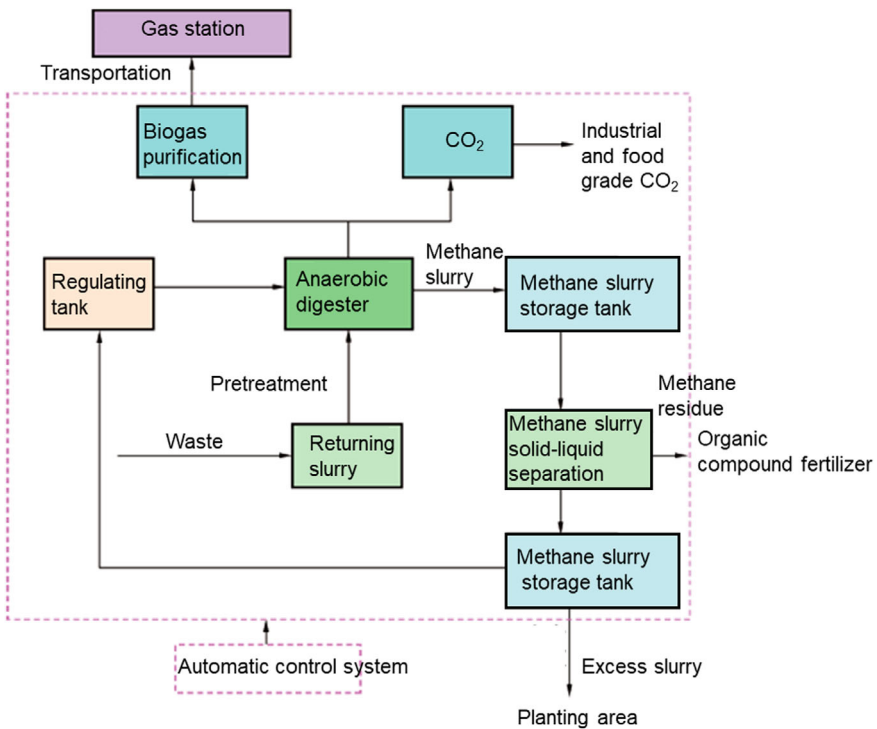 Gas station
Transportation
Biogas
purification
CO₂
Industrial
and food
grade CO₂
Regulating
tank
Anaerobic
digester
Methane
slurry
Methane slurry
storage tank
Pretreatment
Methane
residue
Waste
Returning
slurry
Methane slurry
solid-liquid
separation
Organic
compound fertilizer
Methane slurry
storage tank
Automatic control system
Excess slurry
Planting area